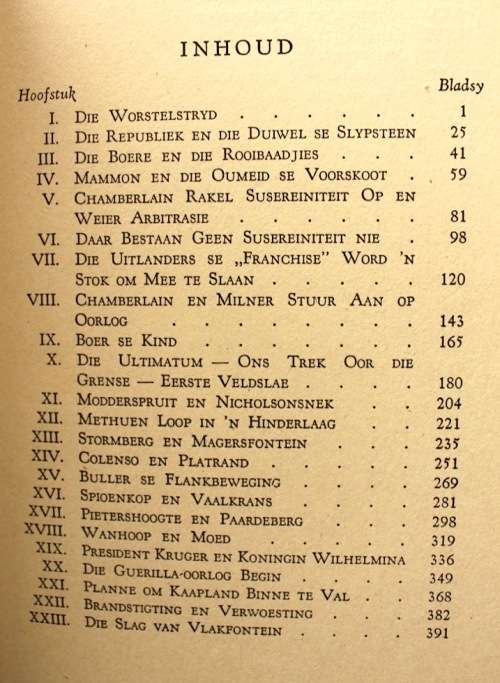 INHOUD
Hoofstuk Bladsy
I. DIE WORSTELSTRYD . . . . . . 1
II. DIE REPUBLIEK EN DIE DUIWEL SE SLYPSTEEN 25
III. DIE BOERE EN DIE ROOIBAADJIES . . . 41
IV. MAMMON EN DIE OUMEID SE VOORSKOOT . 59
V. CHAMBERLAIN RAKEL SUSEREINITEIT OP EN
WEIER ARBITRASIE . . . . . . 81
VI. DAAR BESTAAN GEEN SUSEREINITEIT NIE . 98
VII. DIE UITLANDERS SE „FRANCHISE” WORD 'N
STOK OM MEE TE SLAAN . . . . . 120
VIII. CHAMBERLAIN EN MILNER STUUR AAN OP
OORLOG . . . . . . . 143
IX. BOER SE KIND . . . . . . . 165
X. DIE ULTIMATUM — ONS TREK OOR DIE
GRENSE — EERSTE VELDSLAE . . . . 180
XI. MODDERSPRUIT EN NICHOLSONSNEK . . 204
XII. METHUEN LOOP IN 'N HINDERLAAG . . 221
XIII. STORMBERG EN MAGERSFONTEIN . . . 235
XIV. COLENSO EN PLATRAND . . . . 251
XV. BULLER SE FLANKBEWEGING . . . . 269
XVI. SPIOENKOP EN VAALKRANS . . . . 281
XVII. PIETERSHOOGTE EN PAARDEBERG . . . 298
XVIII. WANHOOP EN MOED . . . . . 319
XIX. PRESIDENT KRUGER EN KONINGIN WILHELMINA 336
XX. DIE GUERILLA-OORLOG BEGIN . . . . 349
XXI. PLANNE OM KAAPLAND BINNE TE VAL . . 368
XXII. BRANDSTIGTING EN VERWOESTING . . . 382
XXIII. DIE SLAG VAN VLAKFONTEIN . . . . 391